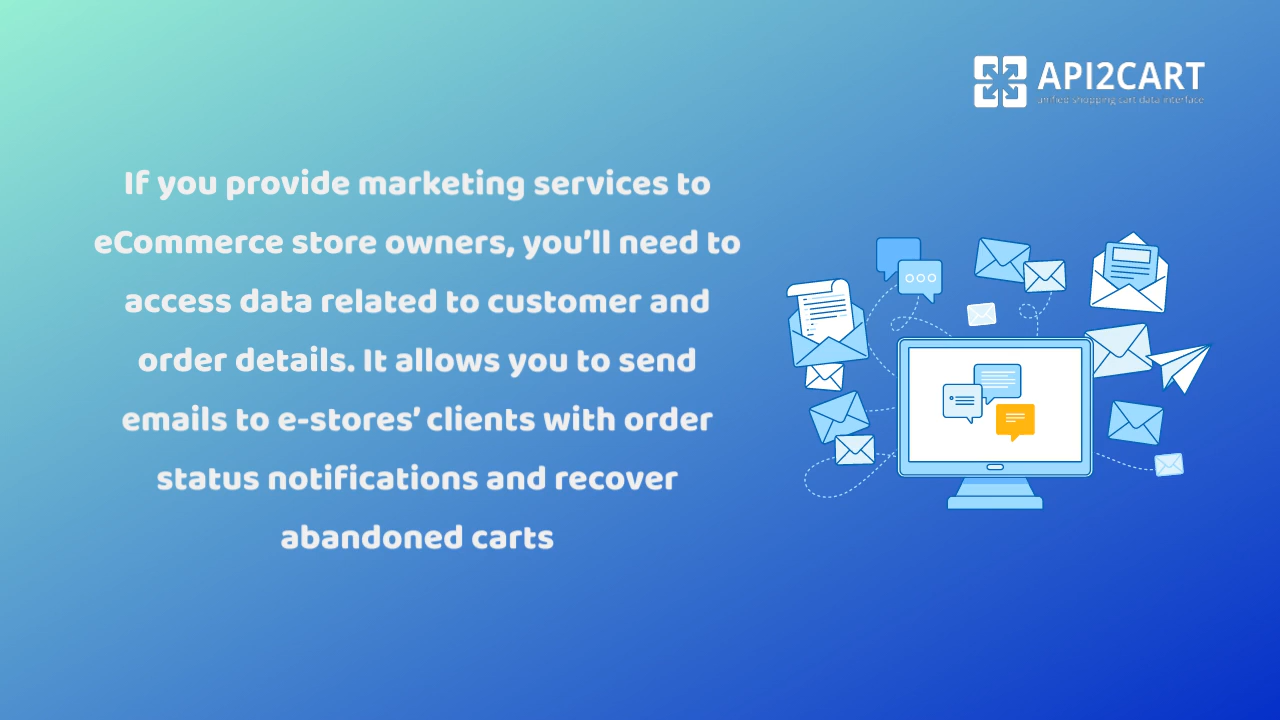 API2CART
unified shopping cart data interface
If you provide marketing services to
eCommerce store owners, you’ll need to
access data related to customer and
order details. It allows you to send
emails to e-stores’ clients with order
status notifications and recover
abandoned carts